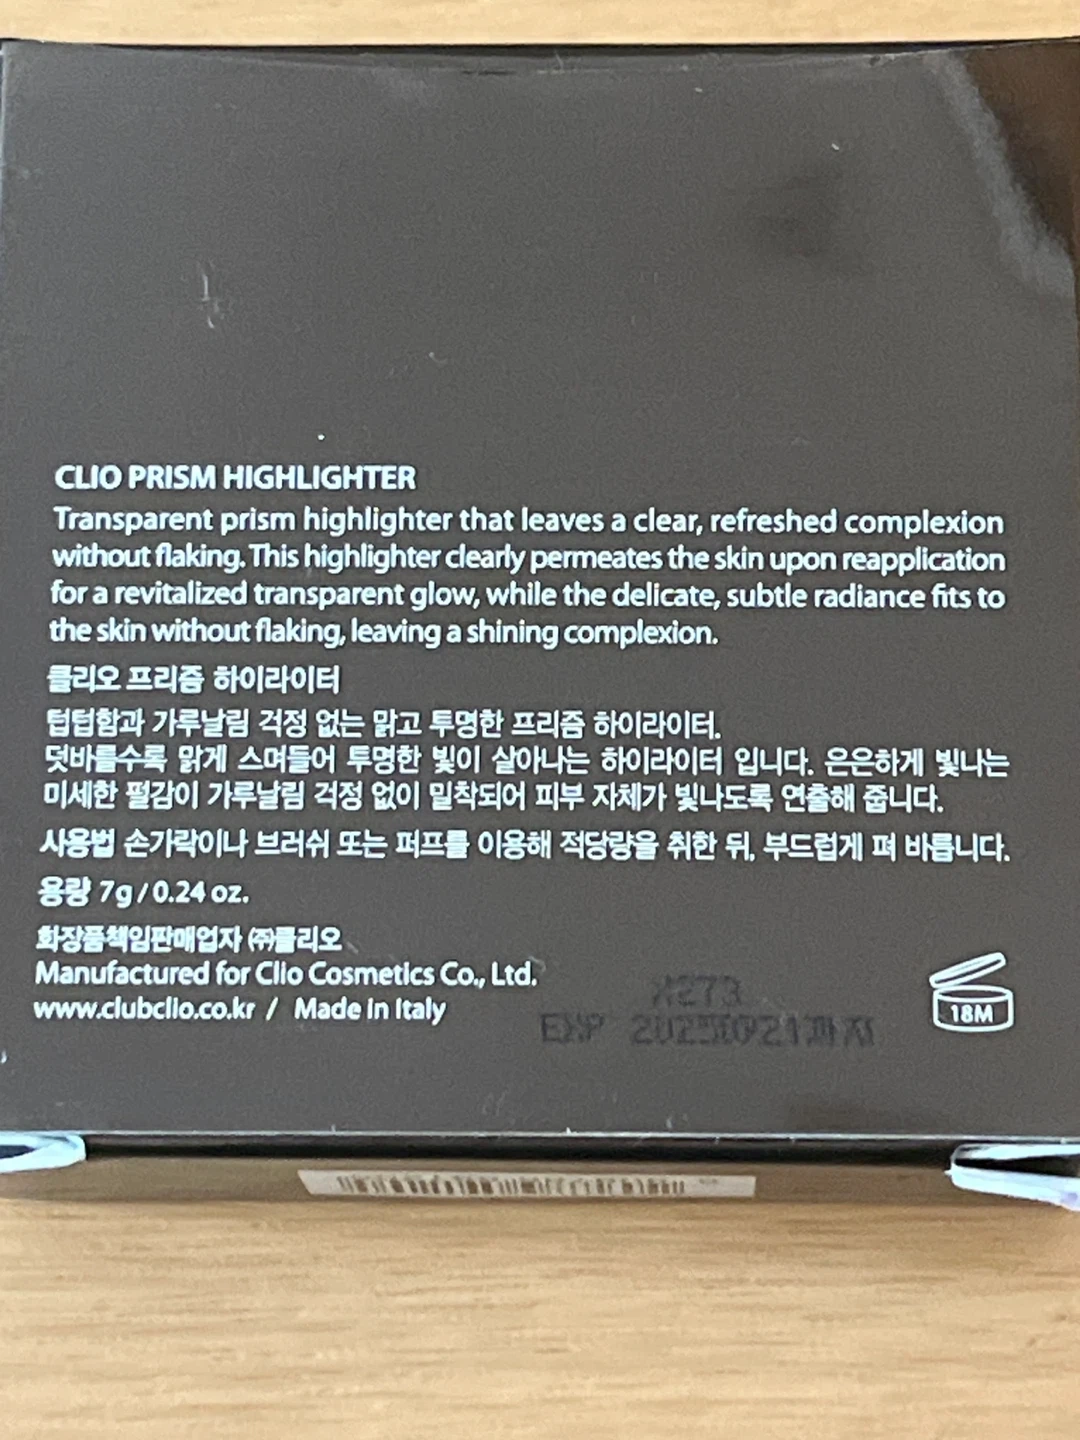 CLIO PRISM HIGHLIGHTER
Transparent prism highlighter that leaves a clear, refreshed complexion
without flaking. This highlighter clearly permeates the skin upon reapplication
for a revitalized transparent glow, while the delicate, subtle radiance fits to
the skin without flaking, leaving a shining complexion.
클리오 프리즘 하이라이터
텁텁함과 가루날림 걱정 없는 맑고 투명한 프리즘 하이라이터.
덧바를수록 맑게 스며들어 투명한 빛이 살아나는 하이라이터 입니다. 은은하게 빛나는
미세한 펄감이 가루날림 걱정 없이 밀착되어 피부 자체가 빛나도록 연출해 줍니다.
사용법 손가락이나 브러쉬 또는 퍼프를 이용해 적당량을 취한 뒤, 부드럽게 펴 바릅니다.
용량 7g / 0.24 oz.
화장품책임판매업자 ㈜클리오
Manufactured for Clio Cosmetics Co., Ltd.
www.clubclio.co.kr / Made in Italy
EXP
18M